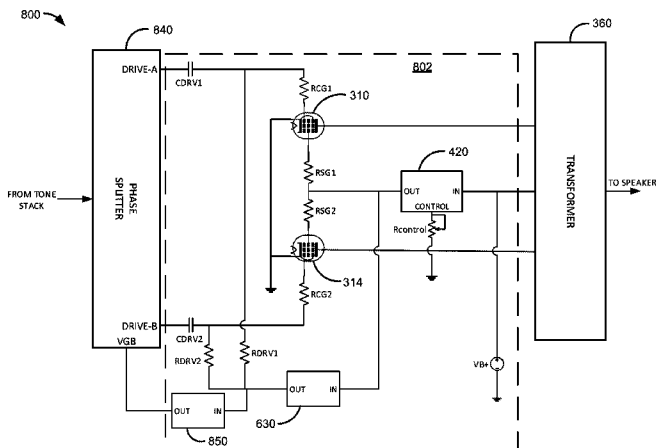 800
840
360
802
DRIVE-A
CDRV1
RCG1
310
RSG1
420
OUT
IN
CONTROL
Rcontrol
RSG2
314
RCG2
FROM TONE
STACK
PHASE
SPLITTER
TRANSFORMER
TO SPEAKER
DRIVE-B
VGB
CDRV2
RDRV2
RDRV1
VB+
OUT
IN
630
OUT
IN
850